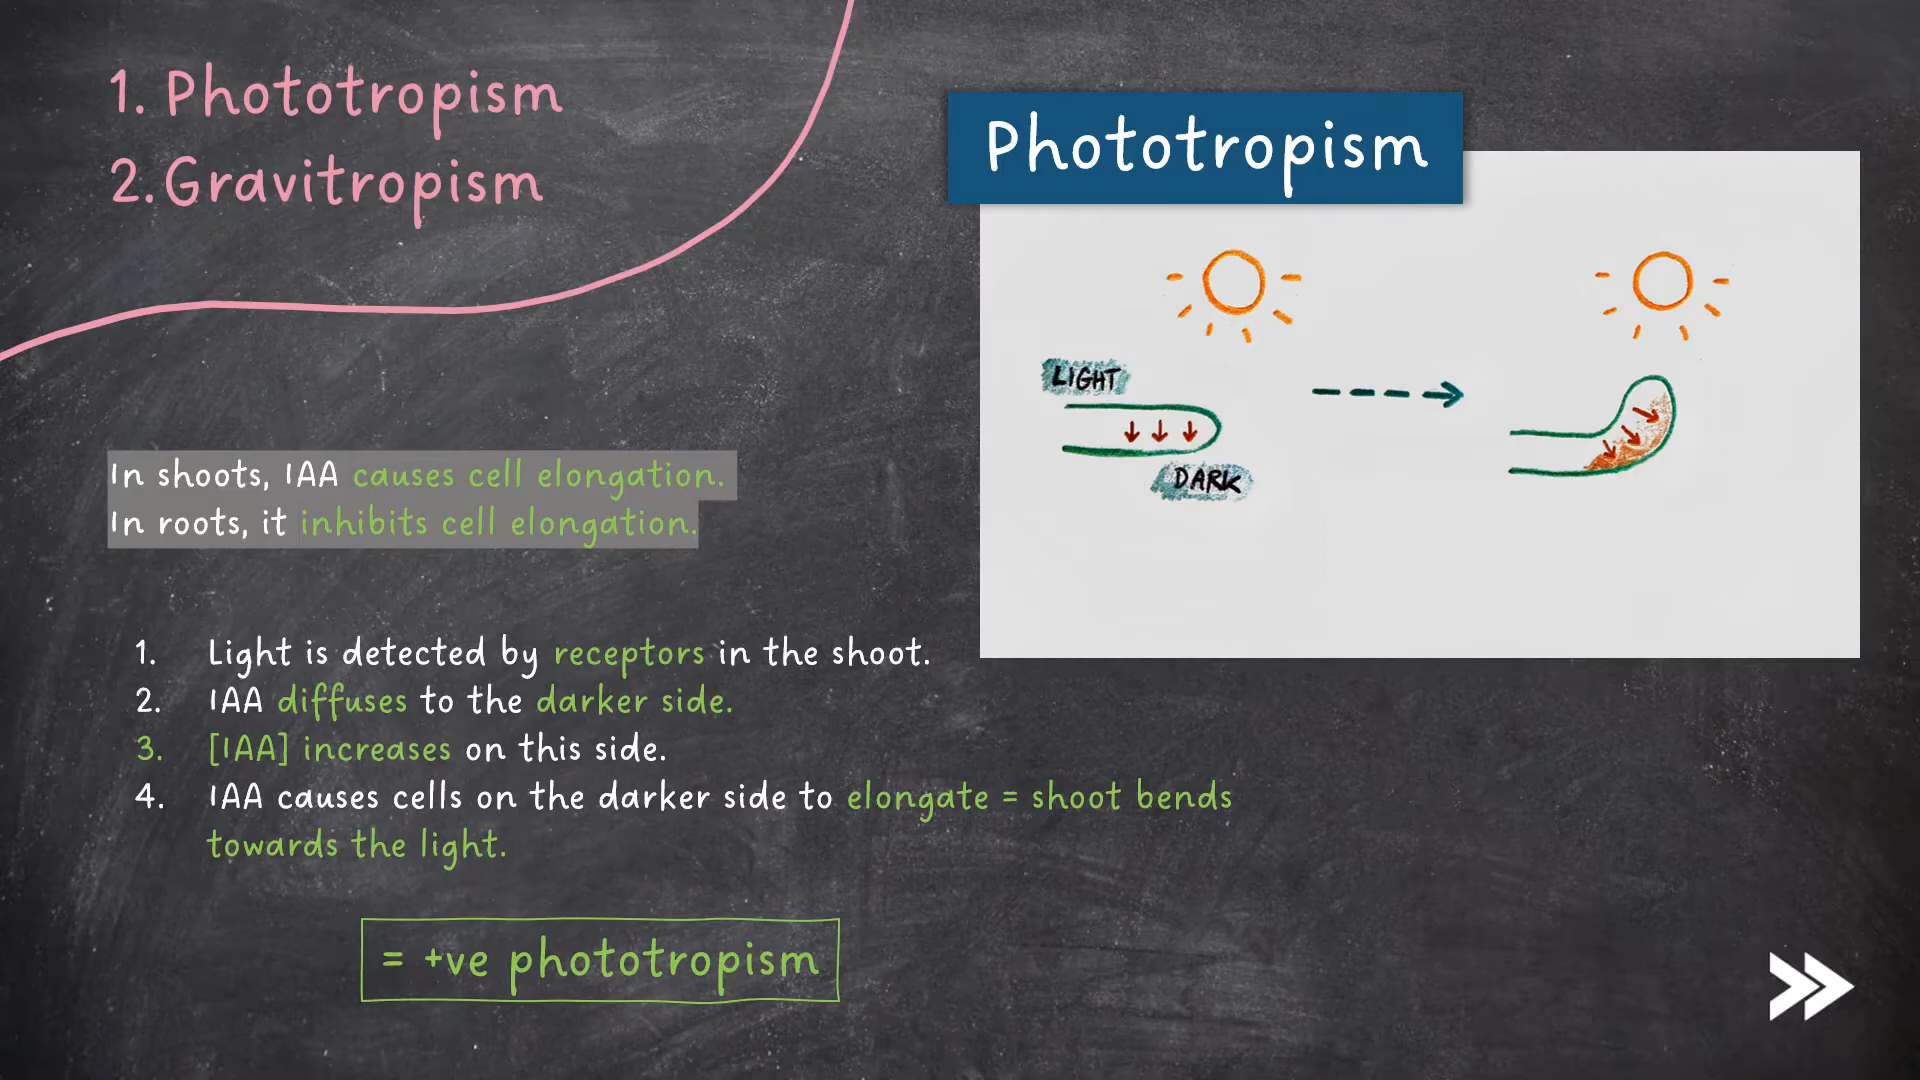 1. Phototropism
2. Gravitropism
Phototropism
LIGHT
DARK
In shoots, IAA causes cell elongation.
In roots, it inhibits cell elongation.
1. Light is detected by receptors in the shoot.
2. IAA diffuses to the darker side.
3. [IAA] increases on this side.
4. IAA causes cells on the darker side to elongate = shoot bends
towards the light.
= +ve phototropism